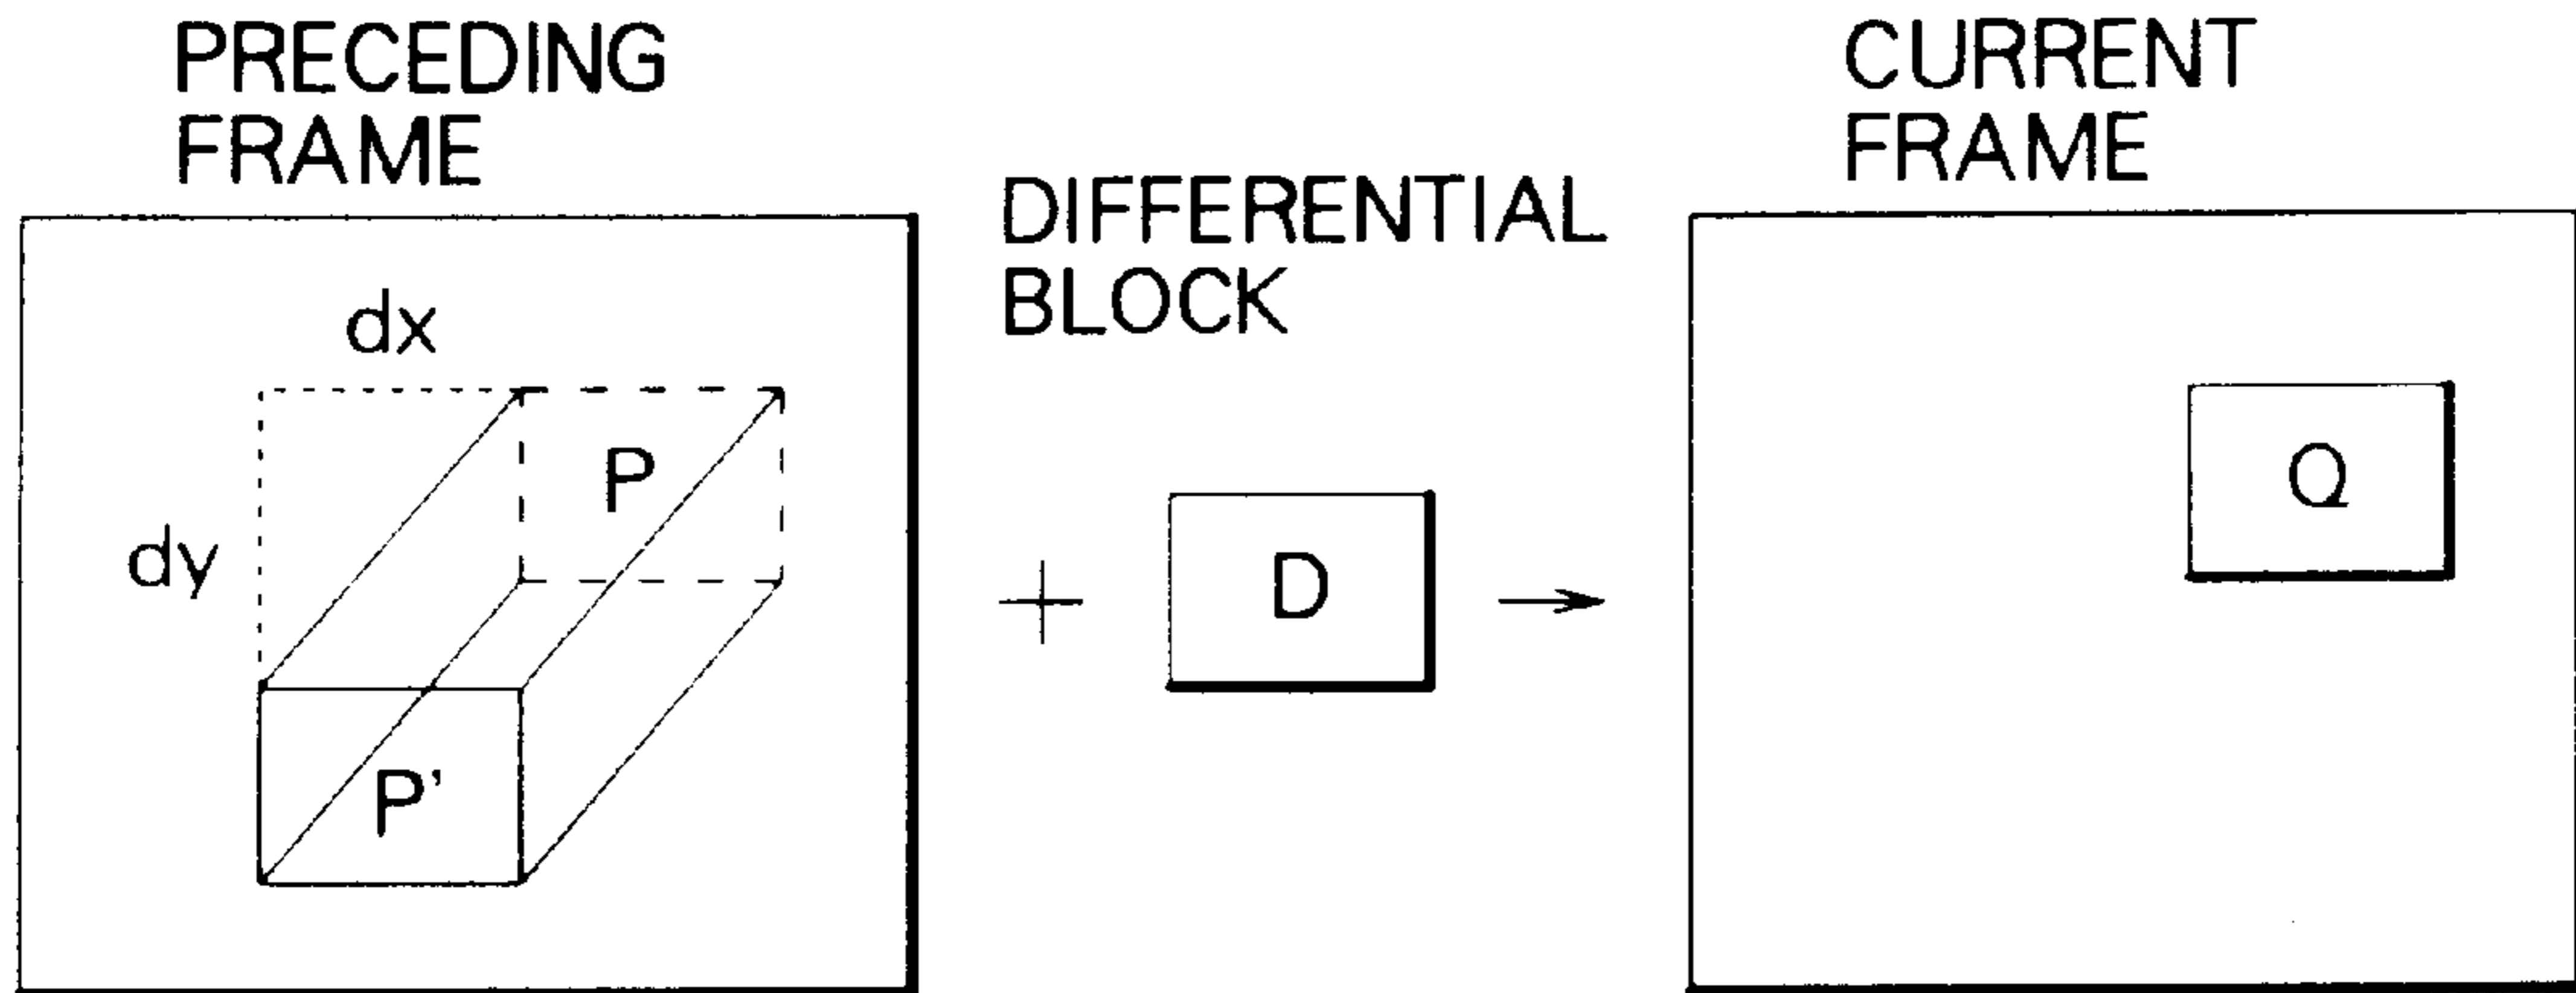 PRECEDING
FRAME
dx
dy
P
P'
DIFFERENTIAL
BLOCK
+
D
CURRENT
FRAME
Q